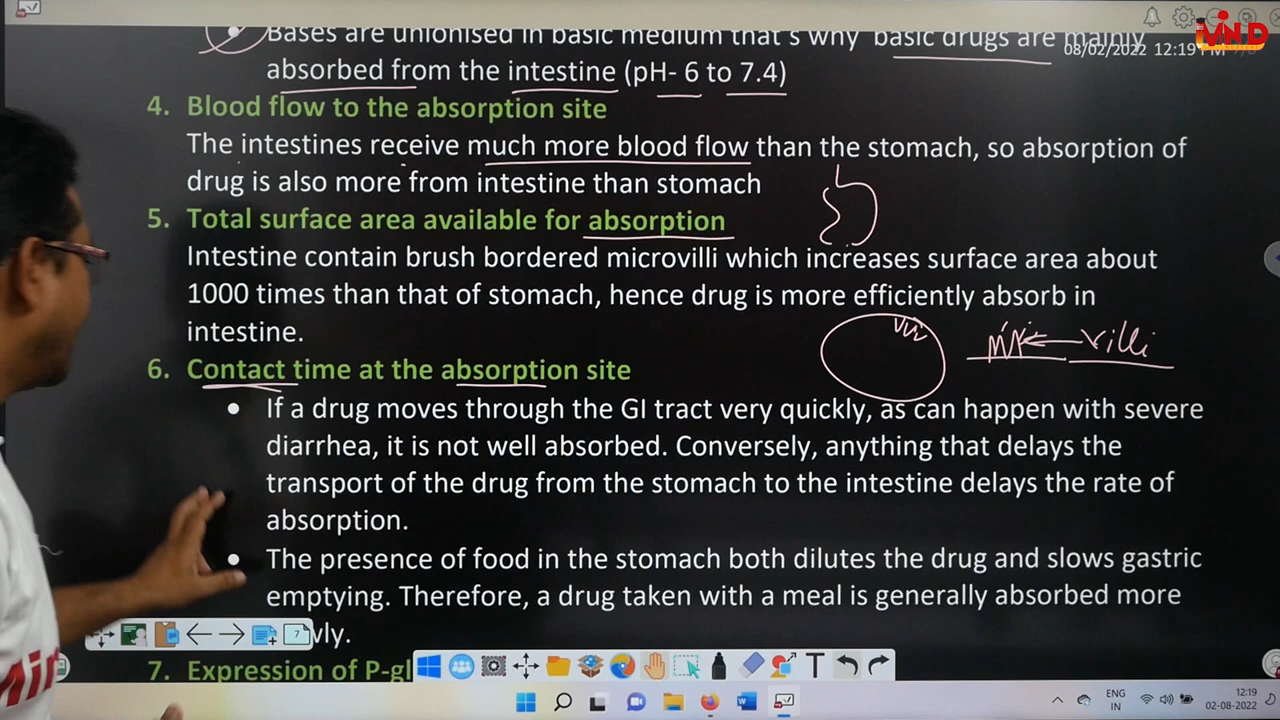 Bases are unionised in basic medium that's why basic drugs are mainly
MIND
08/02/2022 12:19 PM
absorbed from the intestine (pH- 6 to 7.4)
4. Blood flow to the absorption site
The intestines receive much more blood flow than the stomach, so absorption of
drug is also more from intestine than stomach
5. Total surface area available for absorption
Intestine contain brush bordered microvilli which increases surface area about
1000 times than that of stomach, hence drug is more efficiently absorb in
intestine.
villi
6. Contact time at the absorption site
• If a drug moves through the GI tract very quickly, as can happen with severe
diarrhea, it is not well absorbed. Conversely, anything that delays the
transport of the drug from the stomach to the intestine delays the rate of
absorption.
• The presence of food in the stomach both dilutes the drug and slows gastric
emptying. Therefore, a drug taken with a meal is generally absorbed more
wly.
7
7. Expression of P-gl
T
ENG
IN
12:19
02-08-2022